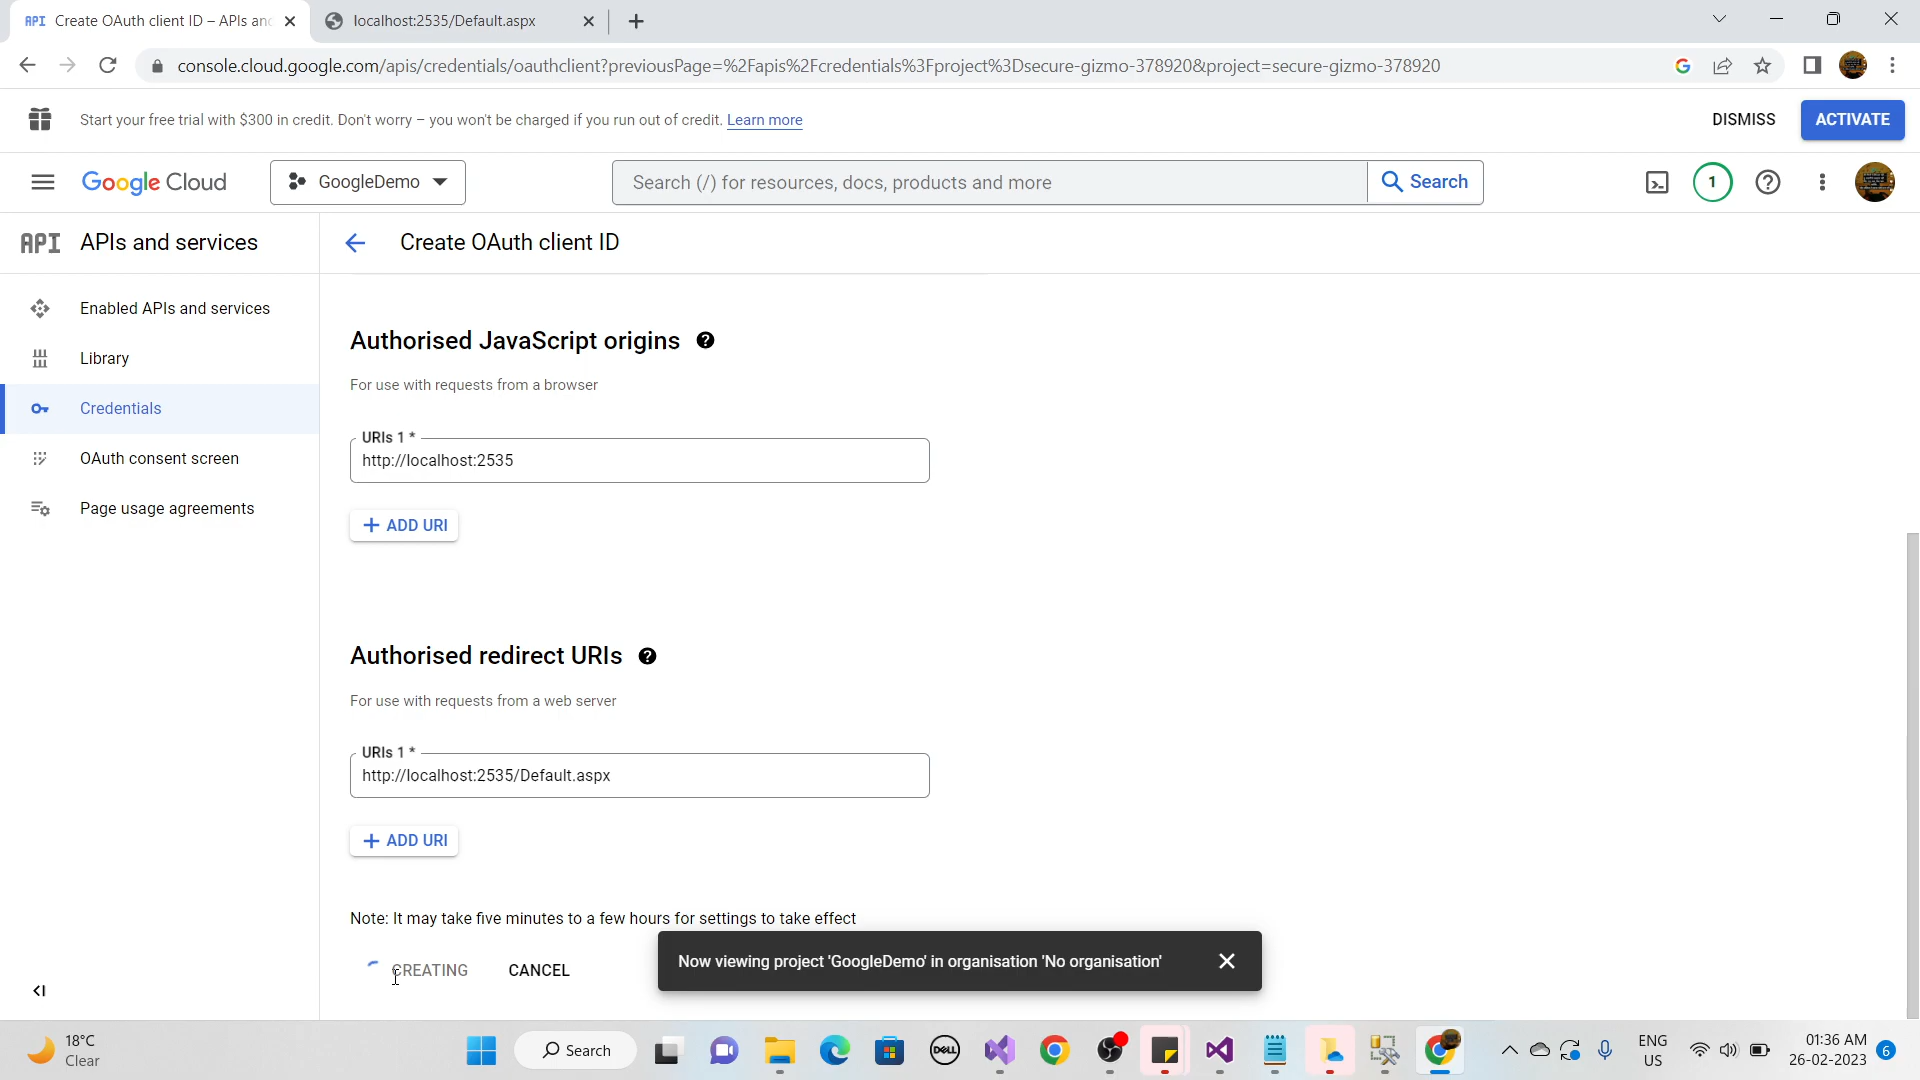 API Create OAuth client ID – APIs an
localhost:2535/Default.aspx
console.cloud.google.com/apis/credentials/oauthclient?previousPage=%2Fapis%2Fcredentials%3Fproject%3Dsecure-gizmo-378920&project=secure-gizmo-378920
Start your free trial with $300 in credit. Don't worry – you won't be charged if you run out of credit. Learn more
DISMISS
ACTIVATE
Google Cloud
GoogleDemo
Search (/) for resources, docs, products and more
Search
1
API APIs and services
Create OAuth client ID
Enabled APIs and services
Library
Credentials
OAuth consent screen
Page usage agreements
Authorised JavaScript origins
For use with requests from a browser
URIs 1 *
http://localhost:2535
+ ADD URI
Authorised redirect URIs
For use with requests from a web server
URIs 1 *
http://localhost:2535/Default.aspx
+ ADD URI
Note: It may take five minutes to a few hours for settings to take effect
CREATING
CANCEL
Now viewing project 'GoogleDemo' in organisation 'No organisation'
18°C
Clear
Search
DELL
ENG
US
01:36 AM
26-02-2023
6